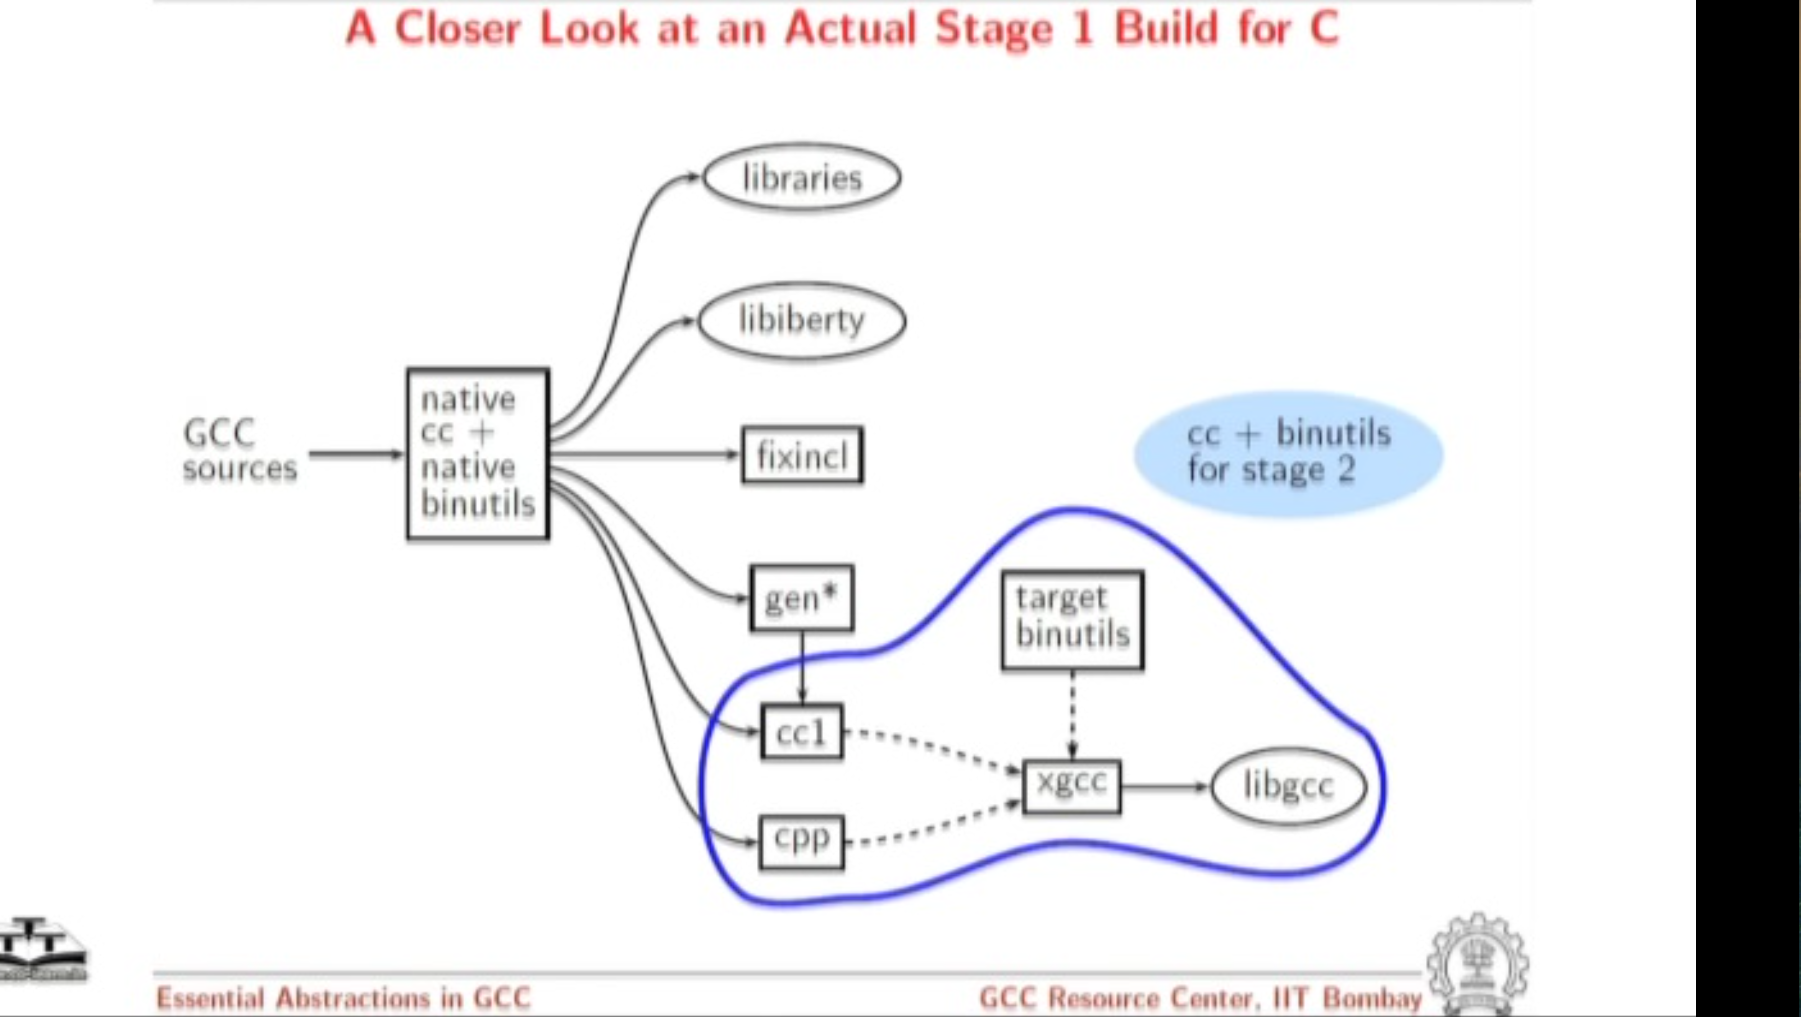 A Closer Look at an Actual Stage 1 Build for C
libraries
libiberty
GCC
sources
native
cc +
native
binutils
fixincl
cc + binutils
for stage 2
gen*
target
binutils
cc1
xgcc
libgcc
cpp
Essential Abstractions in GCC
GCC Resource Center, IIT Bombay